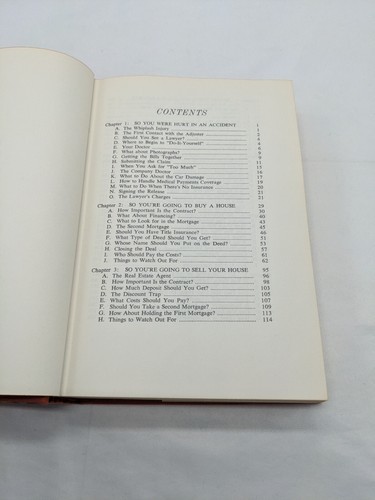 CONTENTS
Chapter 1: SO YOU WERE HURT IN AN ACCIDENT 1
A. The Whiplash Injury
B. The First Contact with the Adjuster
C. Should You See a Lawyer?
D. Where to Begin to "Do-It-Yourself"
E. Your Doctor
F. What about Photographs?
G. Getting the Bills Together 9
H. Submitting the Claim 11
I. When You Ask for "Too Much" 15
J. The Company Doctor 16
K. What to Do About the Car Damage 17
L. How to Handle Medical Payments Coverage 19
M. What to Do When There's No Insurance 20
N. Signing the Release 21
O. The Lawyer's Charges 21
Chapter 2: SO YOU'RE GOING TO BUY A HOUSE 29
A. How Important Is the Contract? 30
B. What About Financing? 40
C. What to Look for in the Mortgage 43
D. The Second Mortgage 45
E. Should You Have Title Insurance? 46
F. What Type of Deed Should You Get?
G. Whose Name Should You Put on the Deed?
H. Closing the Deal 57
I. Who Should Pay the Costs? 61
J. Things to Watch Out For 62
Chapter 3: SO YOU'RE GOING TO SELL YOUR HOUSE 95
A. The Real Estate Agent 96
B. How Important Is the Contract? 98
C. How Much Deposit Should You Get? 103
D. The Discount Trap 105
E. What Costs Should You Pay? 107
F. Should You Take a Second Mortgage? 109
G. How About Holding the First Mortgage? 113
H. Things to Watch Out For 114